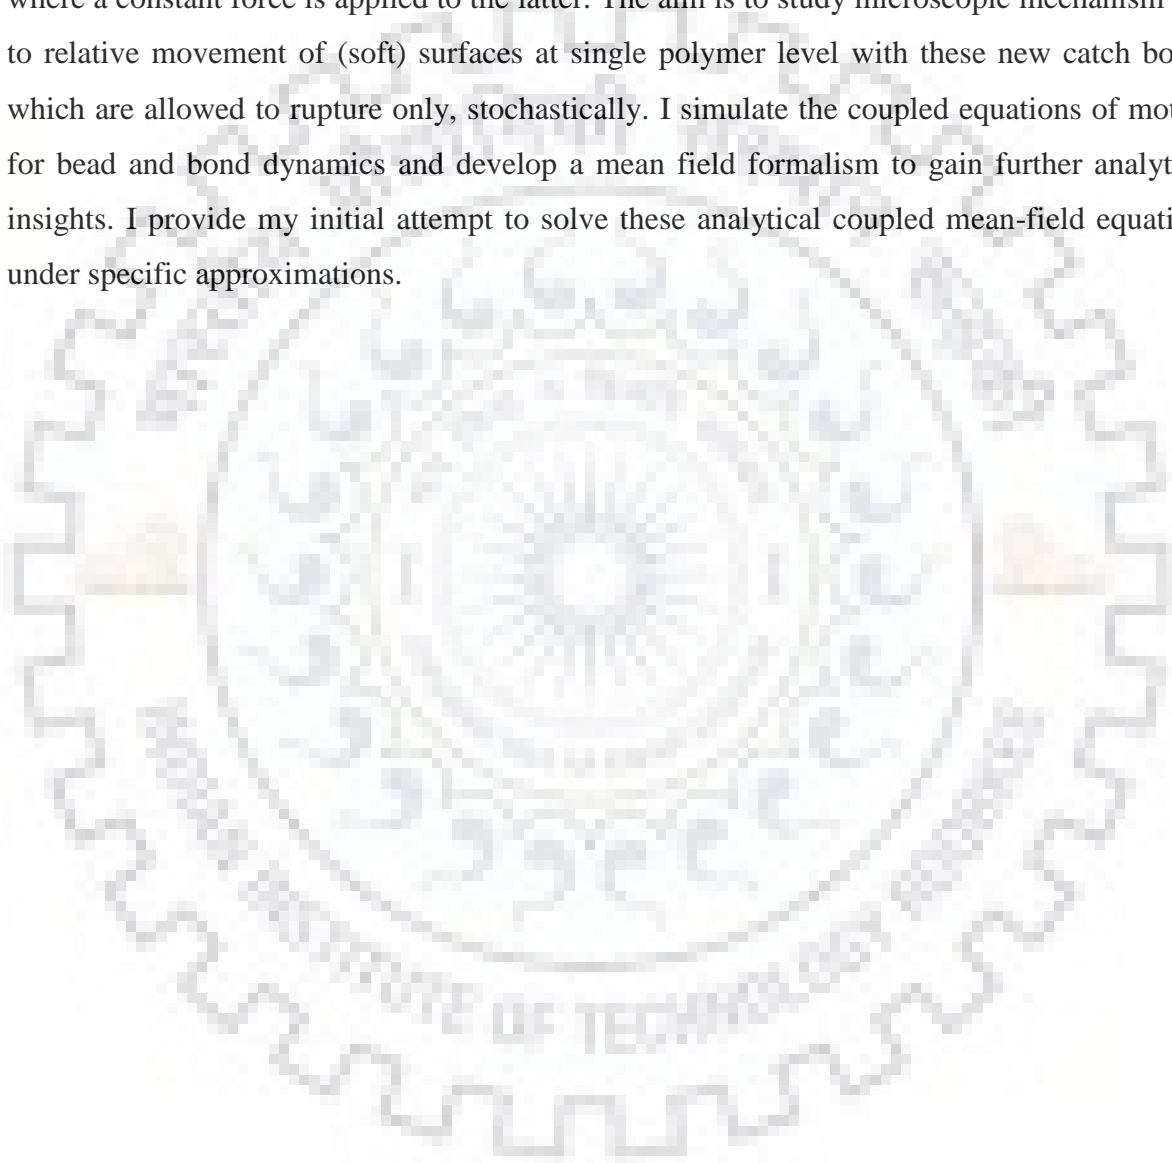 where a constant force is applied to the latter. The aim is to study microscopic mechanism
to relative movement of (soft) surfaces at single polymer level with these new catch bo
which are allowed to rupture only, stochastically. I simulate the coupled equations of mot
for bead and bond dynamics and develop a mean field formalism to gain further analyt
insights. I provide my initial attempt to solve these analytical coupled mean-field equati
under specific approximations.
INSTITUTE OF TECHNOLOGY